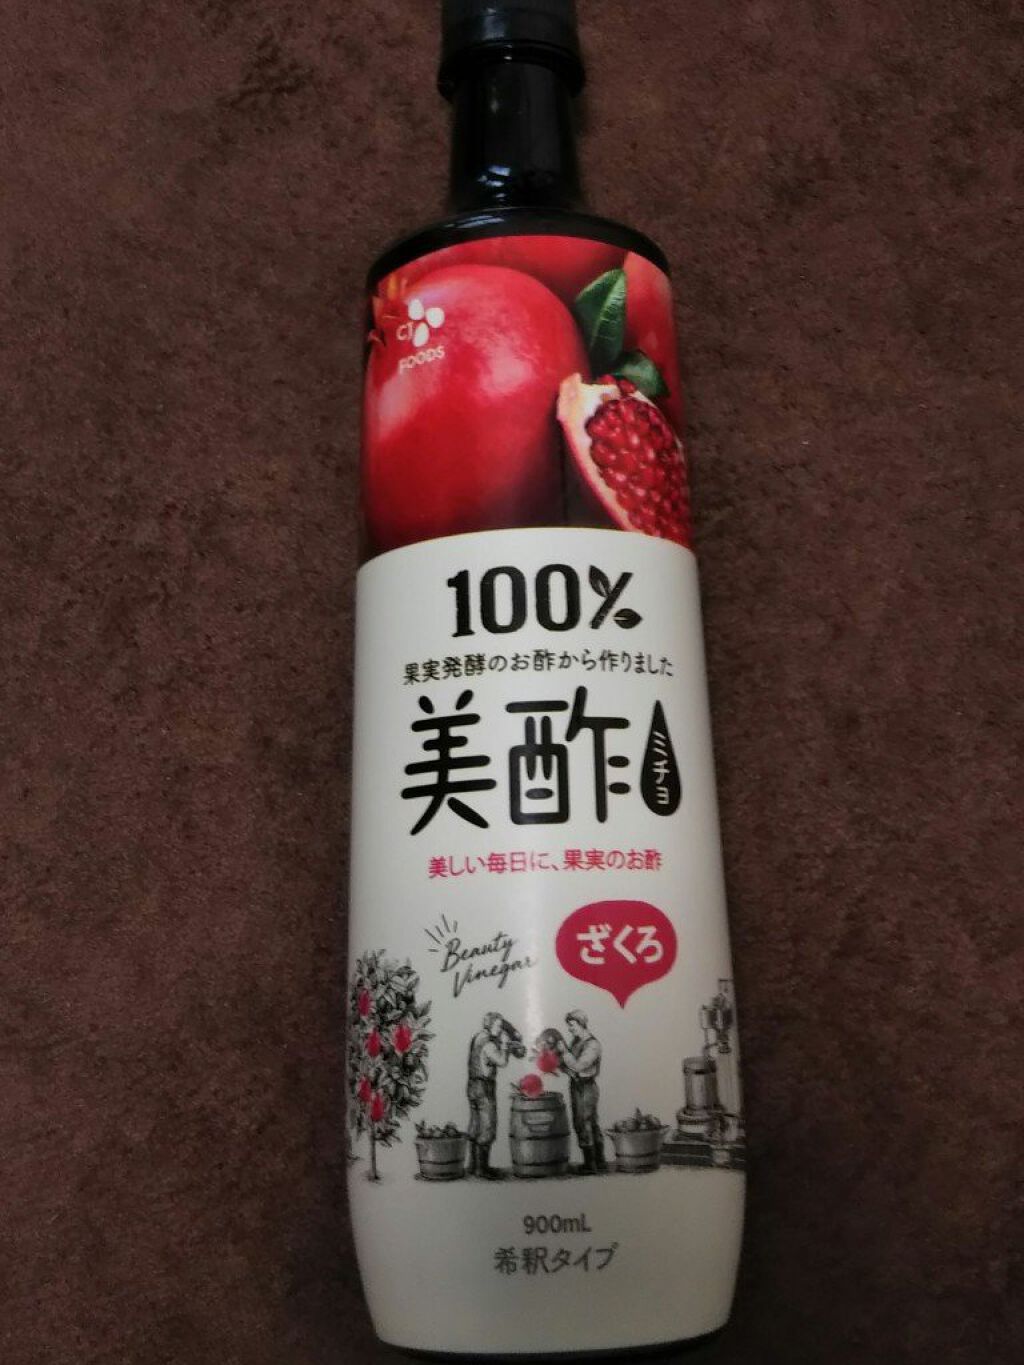 CJ
FOODS
100%
果実発酵のお酢から作りました
美酢
ミチョ
美しい毎日に、果実のお酢
Beauty
Vinegar
ざくろ
900mL
希釈タイプ